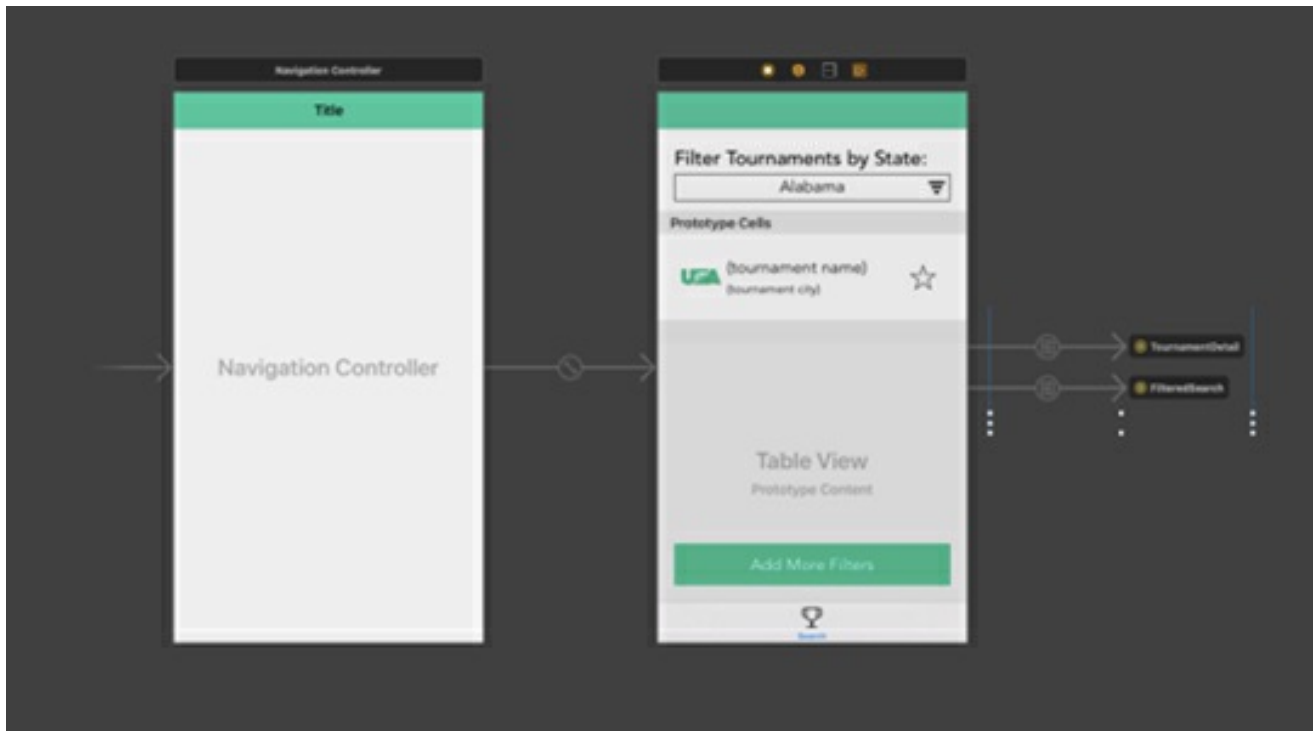 Navigation Controller
Title
Navigation Controller
Filter Tournaments by State:
Alabama
Prototype Cells
{tournament name}
{tournament city}
TournamentDetail
FilteredSearch
Table View
Prototype Content
Add More Filters
Search